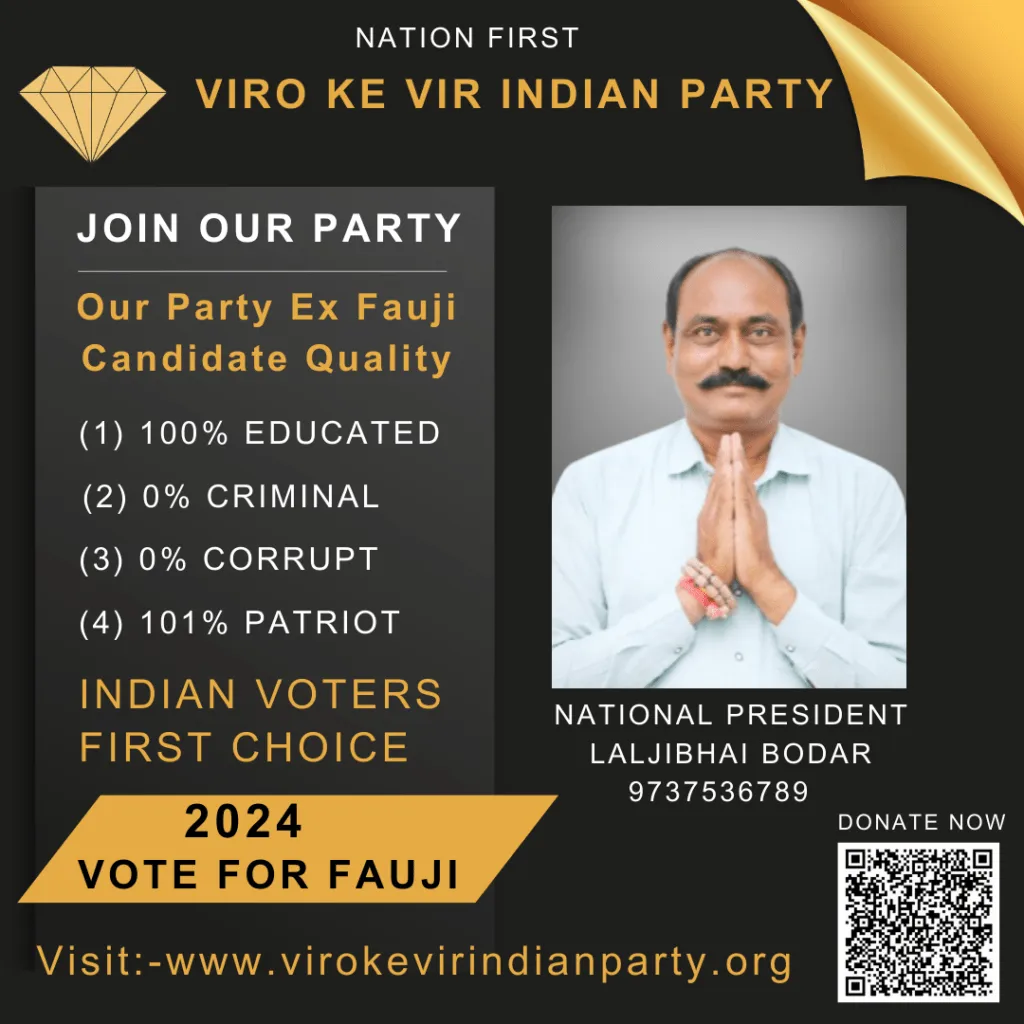 NATION FIRST
VIRO KE VIR INDIAN PARTY
JOIN OUR PARTY
Our Party Ex Fauji
Candidate Quality
(1) 100% EDUCATED
(2) 0% CRIMINAL
(3) 0% CORRUPT
(4) 101% PATRIOT
INDIAN VOTERS
FIRST CHOICE
2024
VOTE FOR FAUJI
NATIONAL PRESIDENT
LALJIBHAI BODAR
9737536789
DONATE NOW
Visit:-www.virokevirindianparty.org